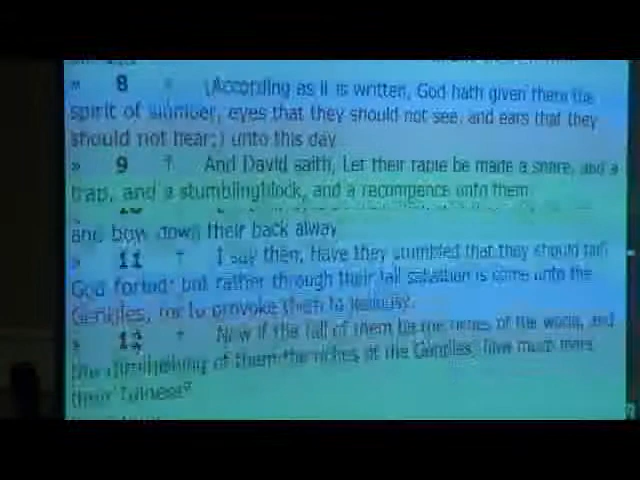 » 8 ¶ (According as it is written, God hath given them the
spirit of slumber, eyes that they should not see, and ears that they
should not hear;) unto this day
» 9 ¶ And David saith, Let their table be made a snare, and a
trap, and a stumblingblock, and a recompence unto them
10
and bow down their back alway
» 11 ¶ I say then, Have they stumbled that they should fall
God forbid: but rather through their fall salvation is come unto the
Gentiles, for to provoke them to jealousy.
» 12 ¶ Now if the fall of them be the riches of the world, and
the diminishing of them the riches of the Gentiles; how much more
their fulness?